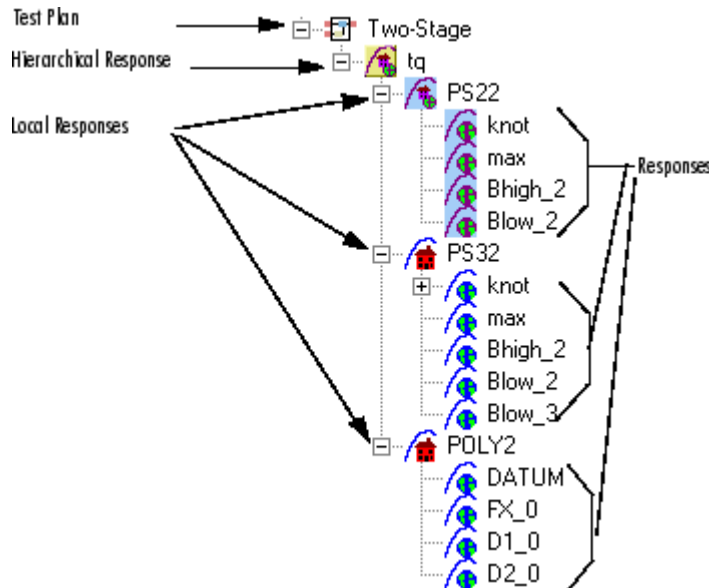 Test Plan
Two-Stage
Hierarchical Response
tq
PS22
Local Responses
knot
max
Bhigh_2
Blow_2
Responses
PS32
knot
max
Bhigh_2
Blow_2
Blow_3
POLY2
DATUM
FX_0
D1_0
D2_0